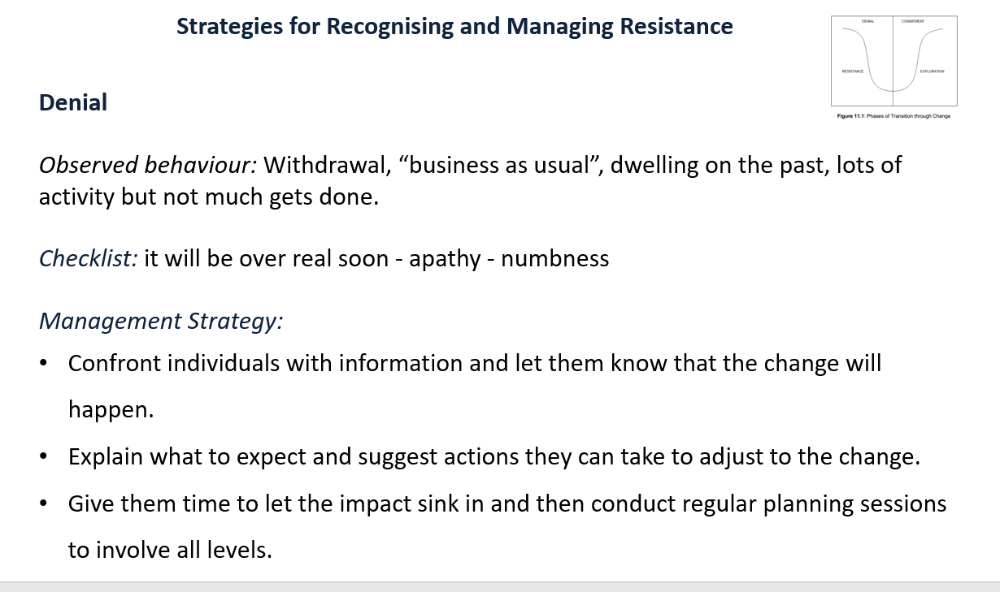 Strategies for Recognising and Managing Resistance
DENIAL
COMMITMENT
RESISTANCE
EXPLORATION
Figure 11.1: Phases of Transition through Change
Denial
Observed behaviour: Withdrawal, “business as usual”, dwelling on the past, lots of
activity but not much gets done.
Checklist: it will be over real soon - apathy - numbness
Management Strategy:
• Confront individuals with information and let them know that the change will
happen.
• Explain what to expect and suggest actions they can take to adjust to the change.
• Give them time to let the impact sink in and then conduct regular planning sessions
to involve all levels.